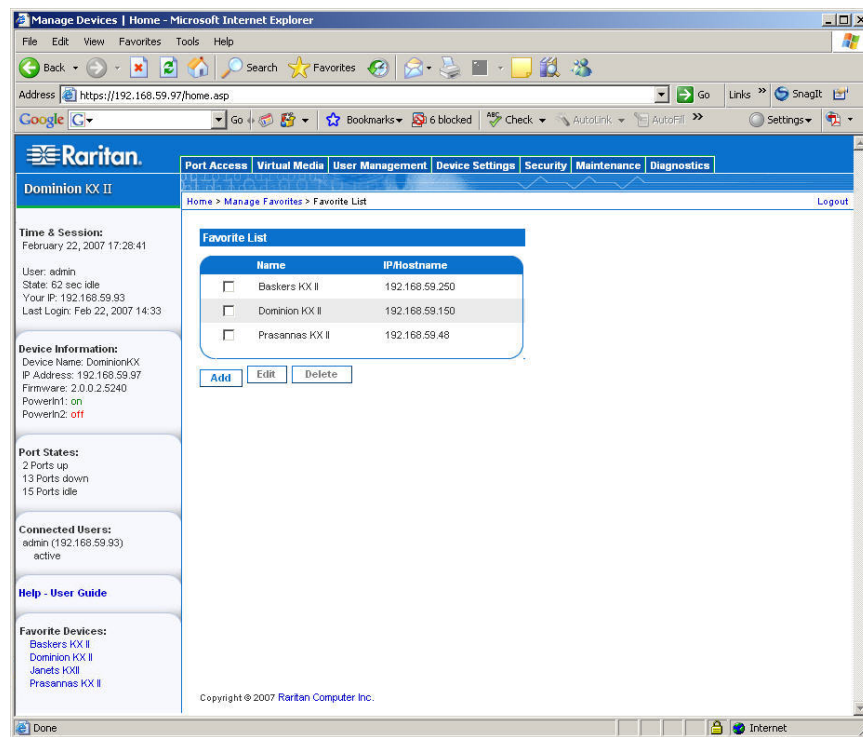 Manage Devices | Home - Microsoft Internet Explorer
File Edit View Favorites Tools Help
Back Search Favorites
Address https://192.168.59.97/home.asp Go Links » SnagIt
Google G Go Bookmarks 6 blocked ABC Check AutoLink AutoFill » Settings
Raritan.
Port Access Virtual Media User Management Device Settings Security Maintenance Diagnostics
Dominion KX II
Home > Manage Favorites > Favorite List Logout
Time & Session:
February 22, 2007 17:28:41
User: admin
State: 62 sec idle
Your IP: 192.168.59.93
Last Login: Feb 22, 2007 14:33
Device Information:
Device Name: DominionKX
IP Address: 192.168.59.97
Firmware: 2.0.0.2.5240
PowerIn1: on
PowerIn2: off
Port States:
2 Ports up
13 Ports down
15 Ports idle
Connected Users:
admin (192.168.59.93)
active
Help - User Guide
Favorite Devices:
Baskers KX II
Dominion KX II
Janets KXII
Prasannas KX II
Favorite List
Name IP/Hostname
Baskers KX II 192.168.59.250
Dominion KX II 192.168.59.150
Prasannas KX II 192.168.59.48
Add Edit Delete
Copyright © 2007 Raritan Computer Inc.
Done Internet